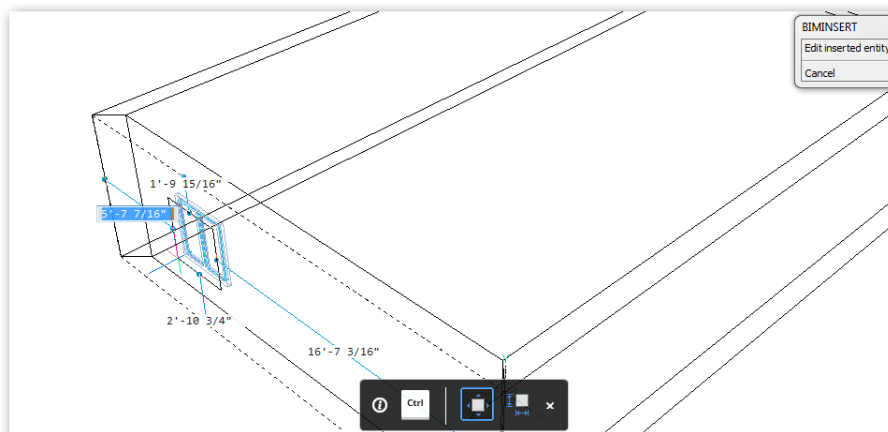 BIMINSERT
Edit inserted entity
Cancel
1'-9 15/16"
5'-7 7/16"
2'-10 3/4"
16'-7 3/16"
Ctrl